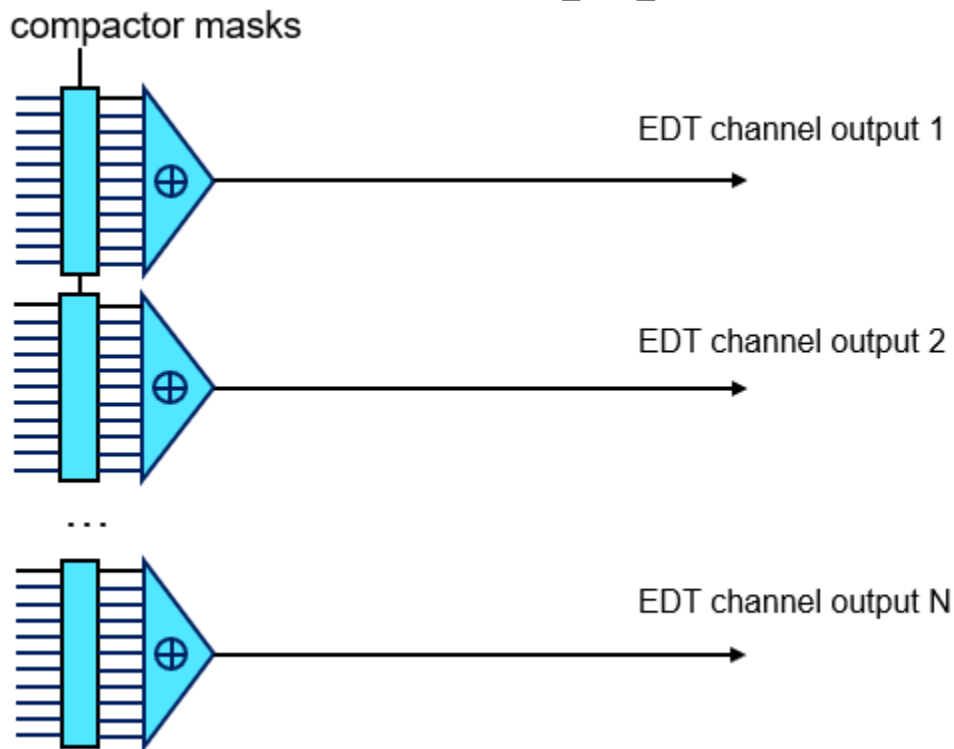 compactor masks
EDT channel output 1
EDT channel output 2
...
EDT channel output N